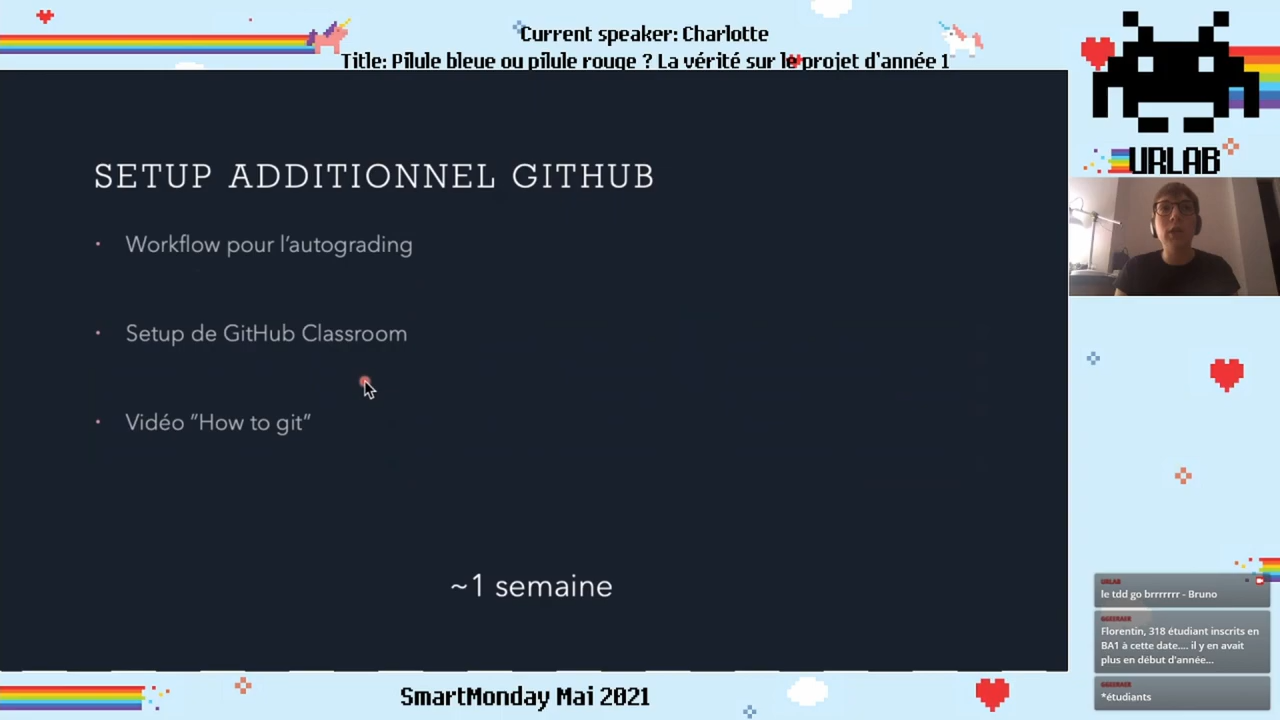 Current speaker: Charlotte
Title: Pilule bleue ou pilule rouge ? La vérité sur le projet d'année 1
URLAB
SETUP ADDITIONNEL GITHUB
• Workflow pour l'autograding
• Setup de GitHub Classroom
• Vidéo "How to git"
~1 semaine
URLAB
le tdd go brrrrrrr - Bruno
GGEERAER
Florentin, 318 étudiant inscrits en
BA1 à cette date.... il y en avait
plus en début d'année...
GGEERAER
*étudiants
SmartMonday Mai 2021